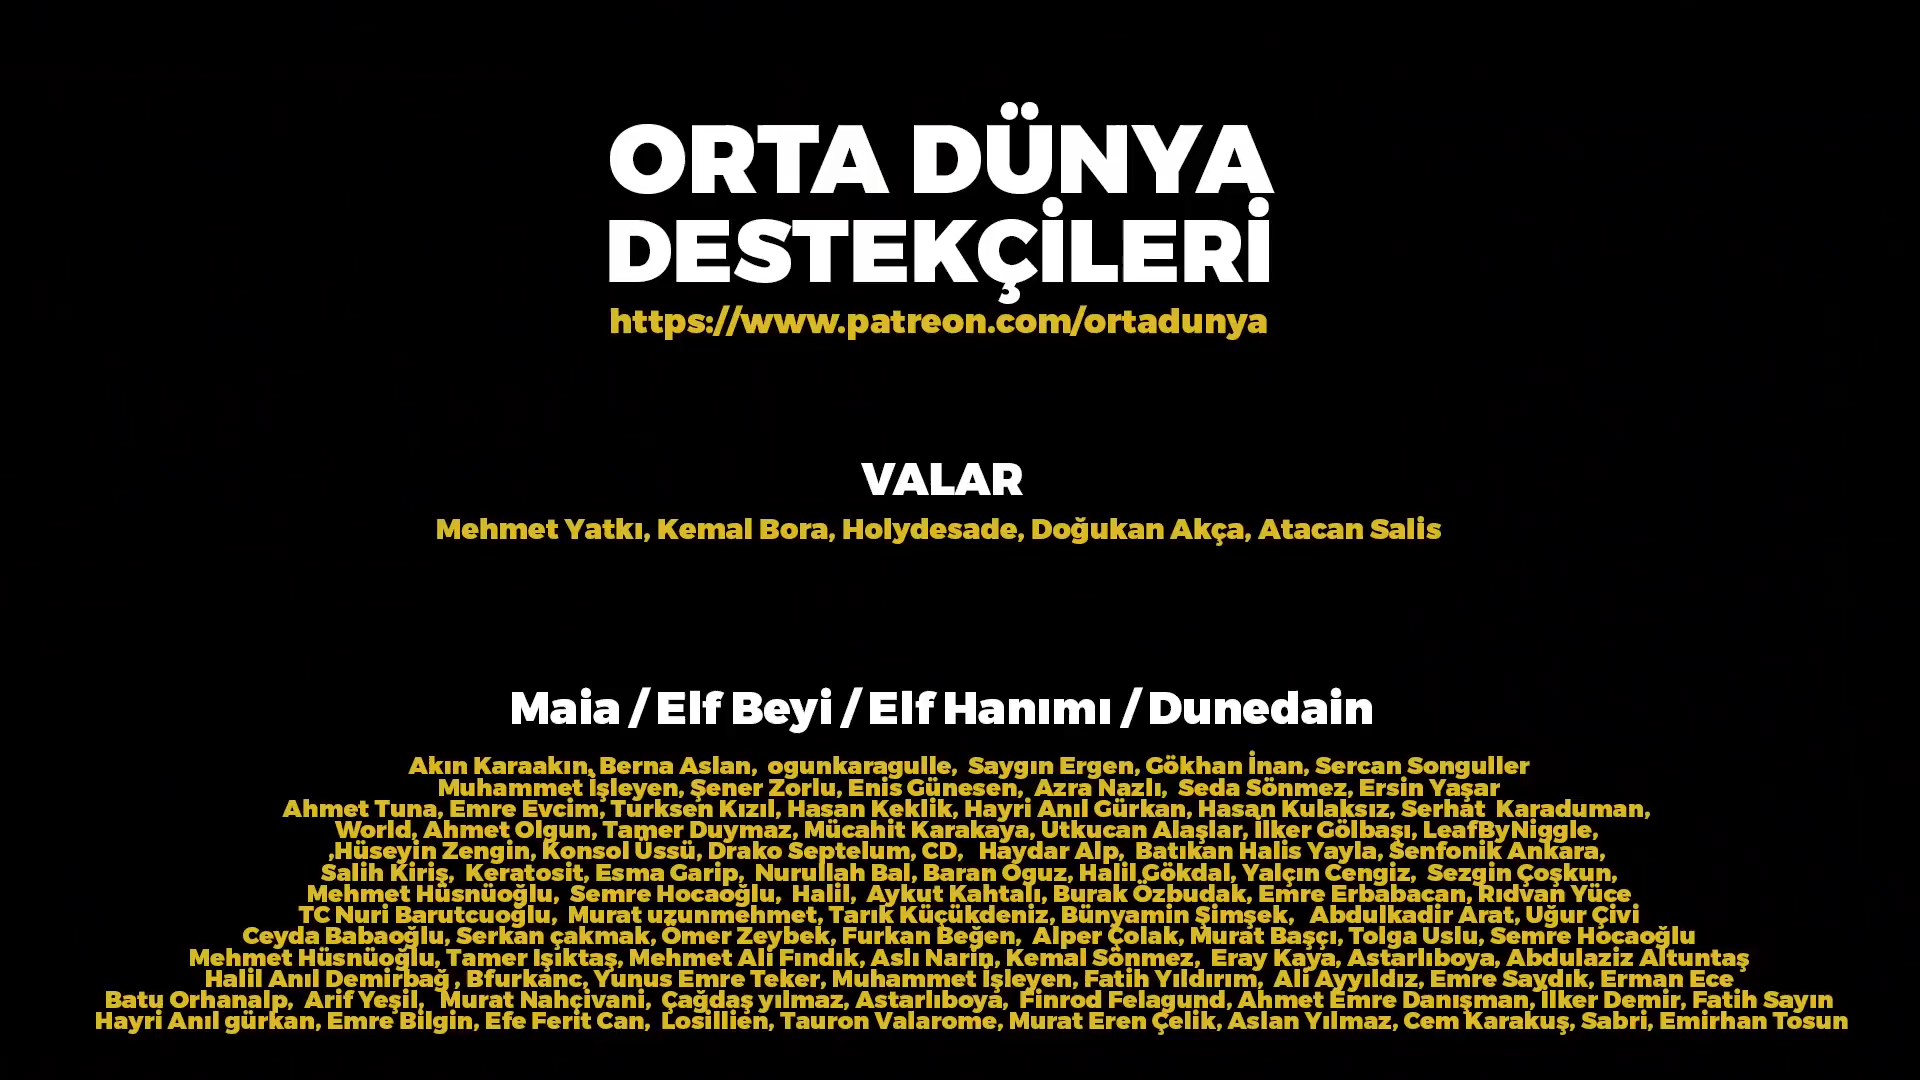 ORTA DÜNYA
DESTEKÇİLERİ
https://www.patreon.com/ortadunya
VALAR
Mehmet Yatkı, Kemal Bora, Holydesade, Doğukan Akça, Atacan Salis
Maia / Elf Beyi / Elf Hanımı / Dunedain
Akın Karaakın, Berna Aslan, ogunkaragulle, Saygın Ergen, Gökhan İnan, Sercan Songuller
Muhammet İşleyen, Şener Zorlu, Enis Günesen, Azra Nazlı, Seda Sönmez, Ersin Yaşar
Ahmet Tuna, Emre Evcim, Türksen Kızıl, Hasan Keklik, Hayri Anıl Gürkan, Hasan Kulaksız, Serhat Karaduman,
World, Ahmet Olgun, Tamer Duymaz, Mücahit Karakaya, Utkucan Alaşlar, İlker Gölbaşı, LeafByNiggle,
,Hüseyin Zengin, Konsol Üssü, Drako Septelum, CD, Haydar Alp, Batıkan Halis Yayla, Senfonik Ankara,
Salih Kiriş, Keratosit, Esma Garip, Nurullah Bal, Baran Oguz, Halil Gökdal, Yalçın Cengiz, Sezgin Çoşkun,
Mehmet Hüsnüoğlu, Semre Hocaoğlu, Halil, Aykut Kahtalı, Burak Özbudak, Emre Erbabacan, Rıdvan Yüce
TC Nuri Barutcuoğlu, Murat uzunmehmet, Tarık Küçükdeniz, Bünyamin Şimşek, Abdulkadir Arat, Uğur Çivi
Ceyda Babaoğlu, Serkan çakmak, Ömer Zeybek, Furkan Beğen, Alper Çolak, Murat Başçı, Tolga Uslu, Semre Hocaoğlu
Mehmet Hüsnüoğlu, Tamer Işiktaş, Mehmet Ali Fındık, Aslı Narin, Kemal Sönmez, Eray Kaya, Astarlıboya, Abdulaziz Altuntaş
Halil Anıl Demirbağ , Bfurkanc, Yunus Emre Teker, Muhammet İşleyen, Fatih Yıldırım, Ali Ayyıldız, Emre Saydık, Erman Ece
Batu Orhanalp, Arif Yeşil, Murat Nahçivani, Çağdaş yılmaz, Astarlıboya, Finrod Felagund, Ahmet Emre Danışman, İlker Demir, Fatih Sayın
Hayri Anıl gürkan, Emre Bilgin, Efe Ferit Can, Losillien, Tauron Valarome, Murat Eren Çelik, Aslan Yılmaz, Cem Karakuş, Sabri, Emirhan Tosun